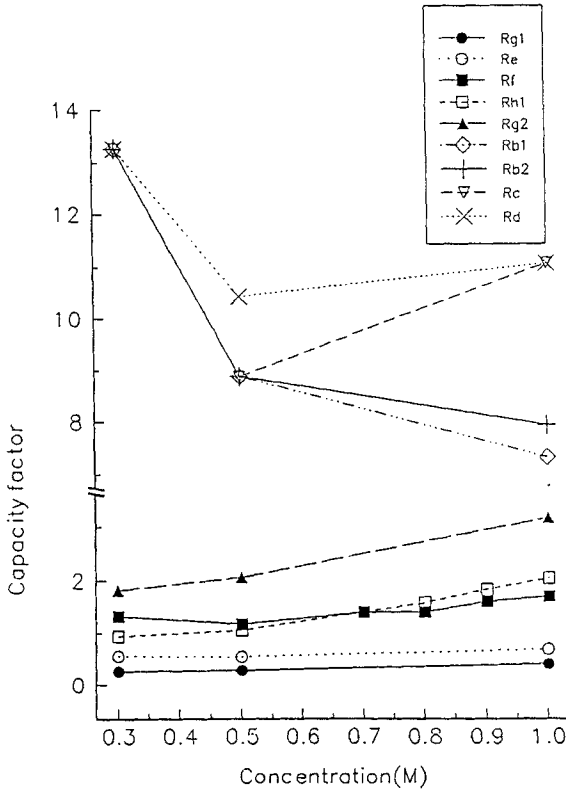 Rg1
Re
Rf
Rh1
Rg2
Rb1
Rb2
Rc
Rd
14
12
10
8
2
0
Capacity factor
0.3 0.4 0.5 0.6 0.7 0.8 0.9 1.0
Concentration(M)